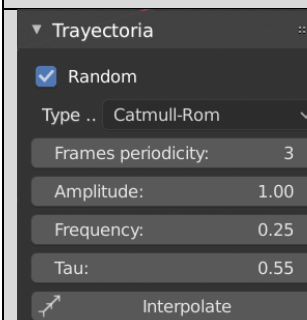 Trayectoria
Random
Type .. Catmull-Rom
Frames periodicity: 3
Amplitude: 1.00
Frequency: 0.25
Tau: 0.55
Interpolate